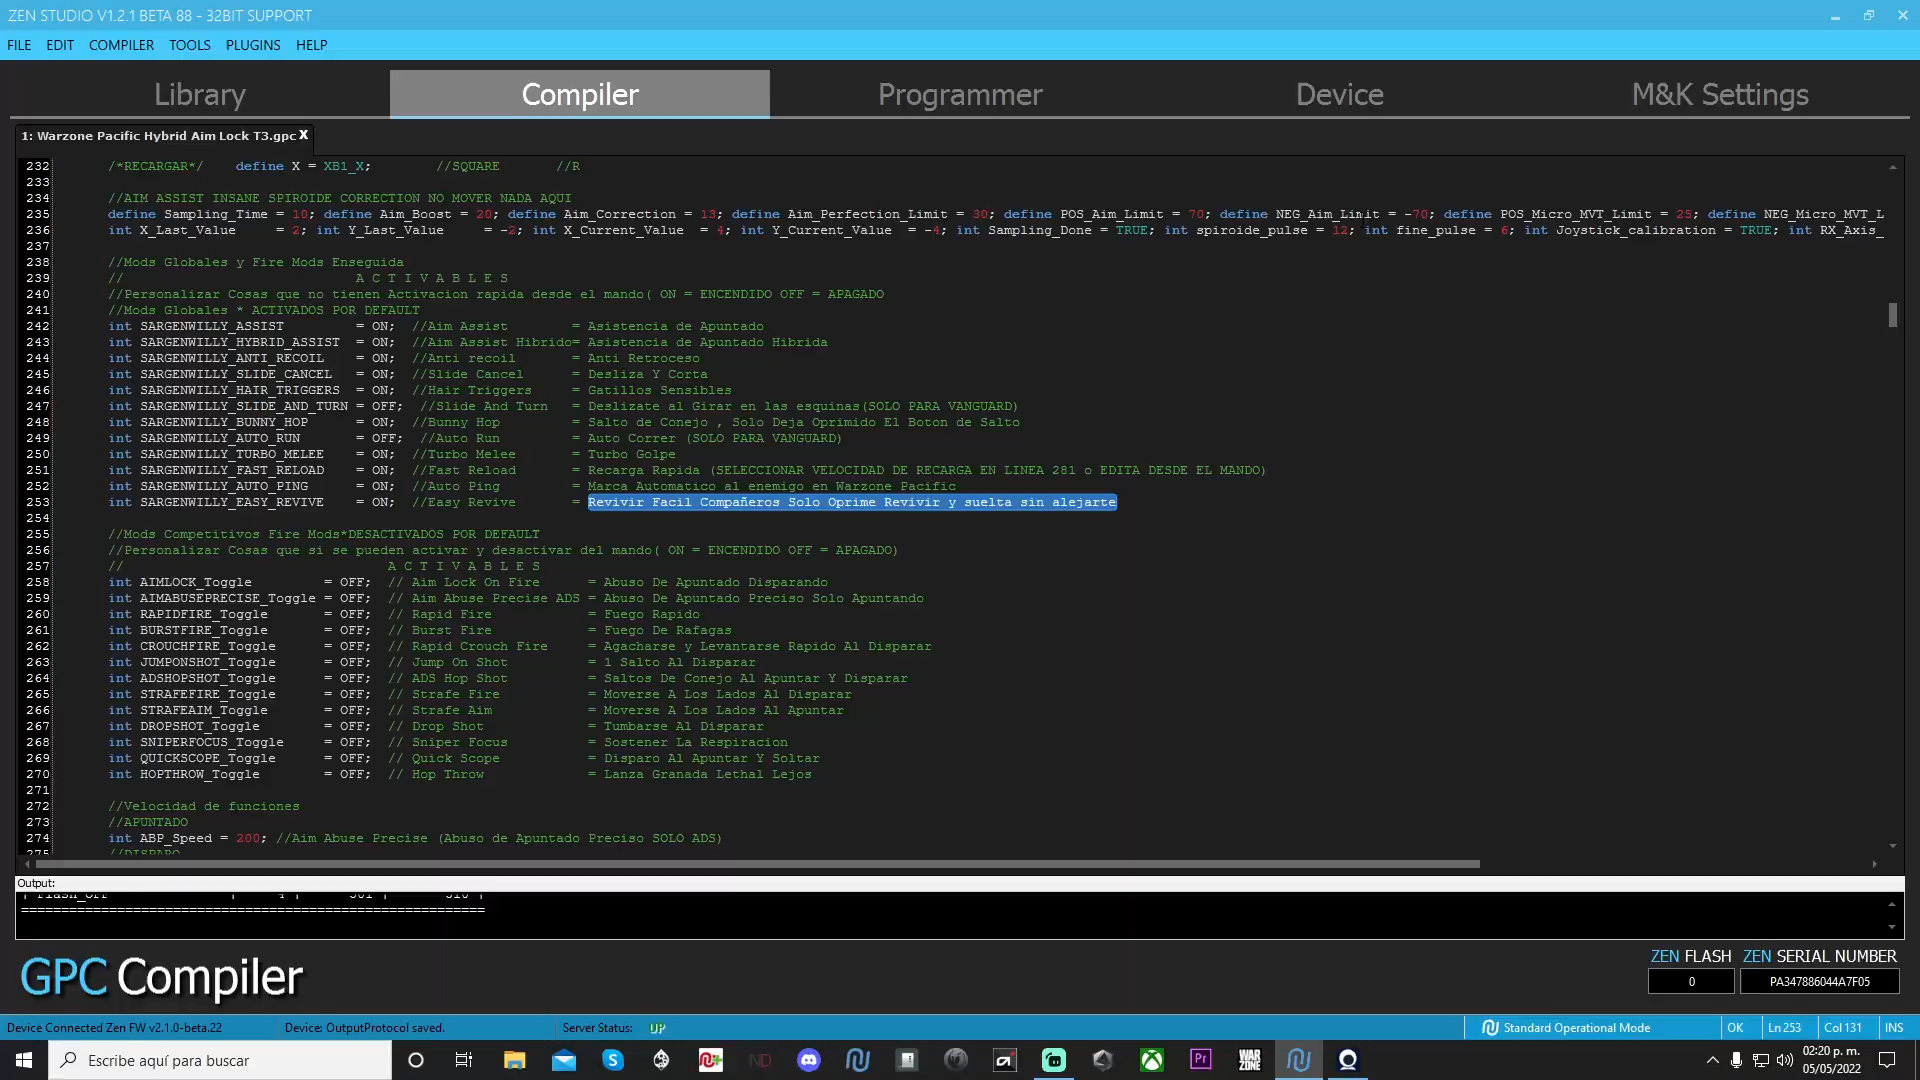 ZEN STUDIO V1.2.1 BETA 88 - 32BIT SUPPORT
FILE EDIT COMPILER TOOLS PLUGINS HELP
Library Compiler Programmer Device M&K Settings
1: Warzone Pacific Hybrid Aim Lock T3.gpc X
232 /*RECARGAR*/ define X = XB1_X; //SQUARE //R
233
234 //AIM ASSIST INSANE SPIROIDE CORRECTION NO MOVER NADA AQUI
235 define Sampling_Time = 10; define Aim_Boost = 20; define Aim_Correction = 13; define Aim_Perfection_Limit = 30; define POS_Aim_Limit = 70; define NEG_Aim_Limit = -70; define POS_Micro_MVT_Limit = 25; define NEG_Micro_MVT_L
236 int X_Last_Value = 2; int Y_Last_Value = -2; int X_Current_Value = 4; int Y_Current_Value = -4; int Sampling_Done = TRUE; int spiroide_pulse = 12; int fine_pulse = 6; int Joystick_calibration = TRUE; int RX_Axis_
237
238 //Mods Globales y Fire Mods Enseguida
239 // A C T I V A B L E S
240 //Personalizar Cosas que no tienen Activacion rapida desde el mando( ON = ENCENDIDO OFF = APAGADO
241 //Mods Globales * ACTIVADOS POR DEFAULT
242 int SARGENWILLY_ASSIST = ON; //Aim Assist = Asistencia de Apuntado
243 int SARGENWILLY_HYBRID_ASSIST = ON; //Aim Assist Hibrido= Asistencia de Apuntado Hibrida
244 int SARGENWILLY_ANTI_RECOIL = ON; //Anti recoil = Anti Retroceso
245 int SARGENWILLY_SLIDE_CANCEL = ON; //Slide Cancel = Desliza Y Corta
246 int SARGENWILLY_HAIR_TRIGGERS = ON; //Hair Triggers = Gatillos Sensibles
247 int SARGENWILLY_SLIDE_AND_TURN = OFF; //Slide And Turn = Deslizate al Girar en las esquinas(SOLO PARA VANGUARD)
248 int SARGENWILLY_BUNNY_HOP = ON; //Bunny Hop = Salto de Conejo , Solo Deja Oprimido El Boton de Salto
249 int SARGENWILLY_AUTO_RUN = OFF; //Auto Run = Auto Correr (SOLO PARA VANGUARD)
250 int SARGENWILLY_TURBO_MELEE = ON; //Turbo Melee = Turbo Golpe
251 int SARGENWILLY_FAST_RELOAD = ON; //Fast Reload = Recarga Rapida (SELECCIONAR VELOCIDAD DE RECARGA EN LINEA 281 o EDITA DESDE EL MANDO)
252 int SARGENWILLY_AUTO_PING = ON; //Auto Ping = Marca Automatico al enemigo en Warzone Pacific
253 int SARGENWILLY_EASY_REVIVE = ON; //Easy Revive = Revivir Facil Compañeros Solo Oprime Revivir y suelta sin alejarte
254
255 //Mods Competitivos Fire Mods*DESACTIVADOS POR DEFAULT
256 //Personalizar Cosas que si se pueden activar y desactivar del mando( ON = ENCENDIDO OFF = APAGADO)
257 // A C T I V A B L E S
258 int AIMLOCK_Toggle = OFF; // Aim Lock On Fire = Abuso De Apuntado Disparando
259 int AIMABUSEPRECISE_Toggle = OFF; // Aim Abuse Precise ADS = Abuso De Apuntado Preciso Solo Apuntando
260 int RAPIDFIRE_Toggle = OFF; // Rapid Fire = Fuego Rapido
261 int BURSTFIRE_Toggle = OFF; // Burst Fire = Fuego De Rafagas
262 int CROUCHFIRE_Toggle = OFF; // Rapid Crouch Fire = Agacharse y Levantarse Rapido Al Disparar
263 int JUMPONSHOT_Toggle = OFF; // Jump On Shot = 1 Salto Al Disparar
264 int ADSHOPSHOT_Toggle = OFF; // ADS Hop Shot = Saltos De Conejo Al Apuntar Y Disparar
265 int STRAFEFIRE_Toggle = OFF; // Strafe Fire = Moverse A Los Lados Al Disparar
266 int STRAFEAIM_Toggle = OFF; // Strafe Aim = Moverse A Los Lados Al Apuntar
267 int DROPSHOT_Toggle = OFF; // Drop Shot = Tumbarse Al Disparar
268 int SNIPERFOCUS_Toggle = OFF; // Sniper Focus = Sostener La Respiracion
269 int QUICKSCOPE_Toggle = OFF; // Quick Scope = Disparo Al Apuntar Y Soltar
270 int HOPTHROW_Toggle = OFF; // Hop Throw = Lanza Granada Lethal Lejos
271
272 //Velocidad de funciones
273 //APUNTADO
274 int ABP_Speed = 200; //Aim Abuse Precise (Abuso de Apuntado Preciso SOLO ADS)
275 //DISPARO
Output:
GPC Compiler
ZEN FLASH ZEN SERIAL NUMBER
0 PA347886044A7F05
Device Connected Zen FW v2.1.0-beta.22 Device: OutputProtocol saved. Server Status: UP Standard Operational Mode OK Ln 253 Col 131 INS
Escribe aquí para buscar
Pr
WAR ZONE
02:20 p. m.
05/05/2022